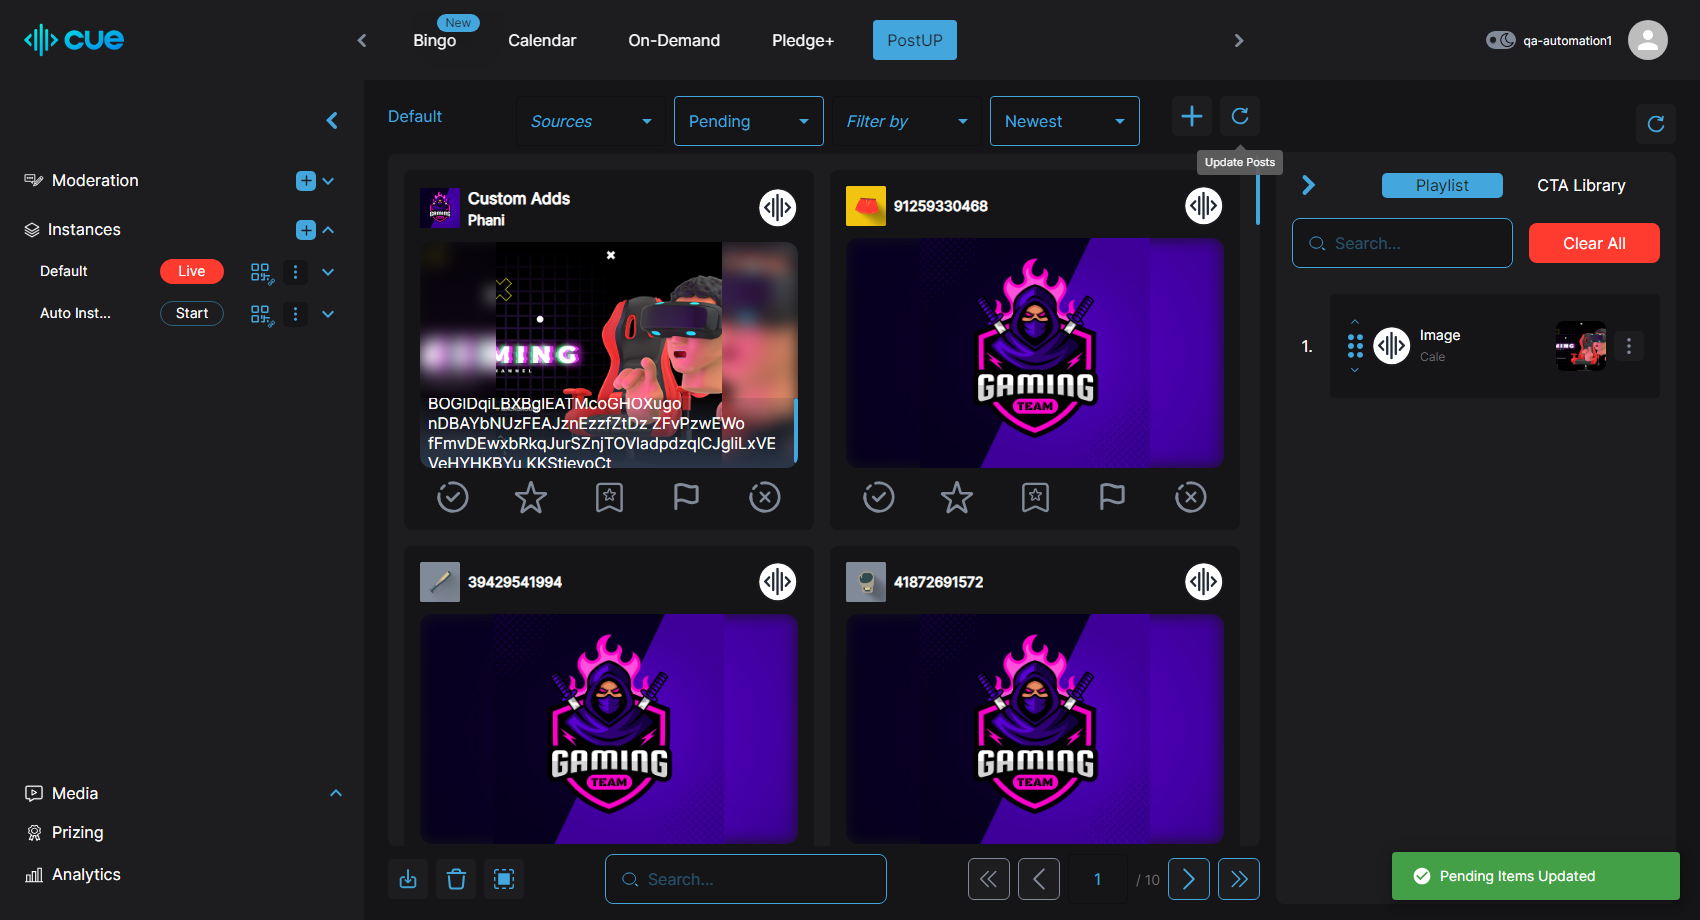 cue
New
Bingo
Calendar
On-Demand
Pledge+
PostUP
qa-automation1
Default
Sources
Pending
Filter by
Newest
Update Posts
Moderation
Instances
Default
Live
Auto Inst...
Start
Media
Prizing
Analytics
Custom Adds
Phani
MING
nDBAYbNUzFEAJznEzzfZtDz ZFvPzwEWo
fFmvDEwxbRkqJurSZnjTOVladpdzqlCJgliLxVE
91259330468
GAMING
TEAM
39429541994
GAMING
TEAM
41872691572
GAMING
TEAM
Search...
1
/ 10
Playlist
CTA Library
Search...
Clear All
1.
Image
Cale
Pending Items Updated